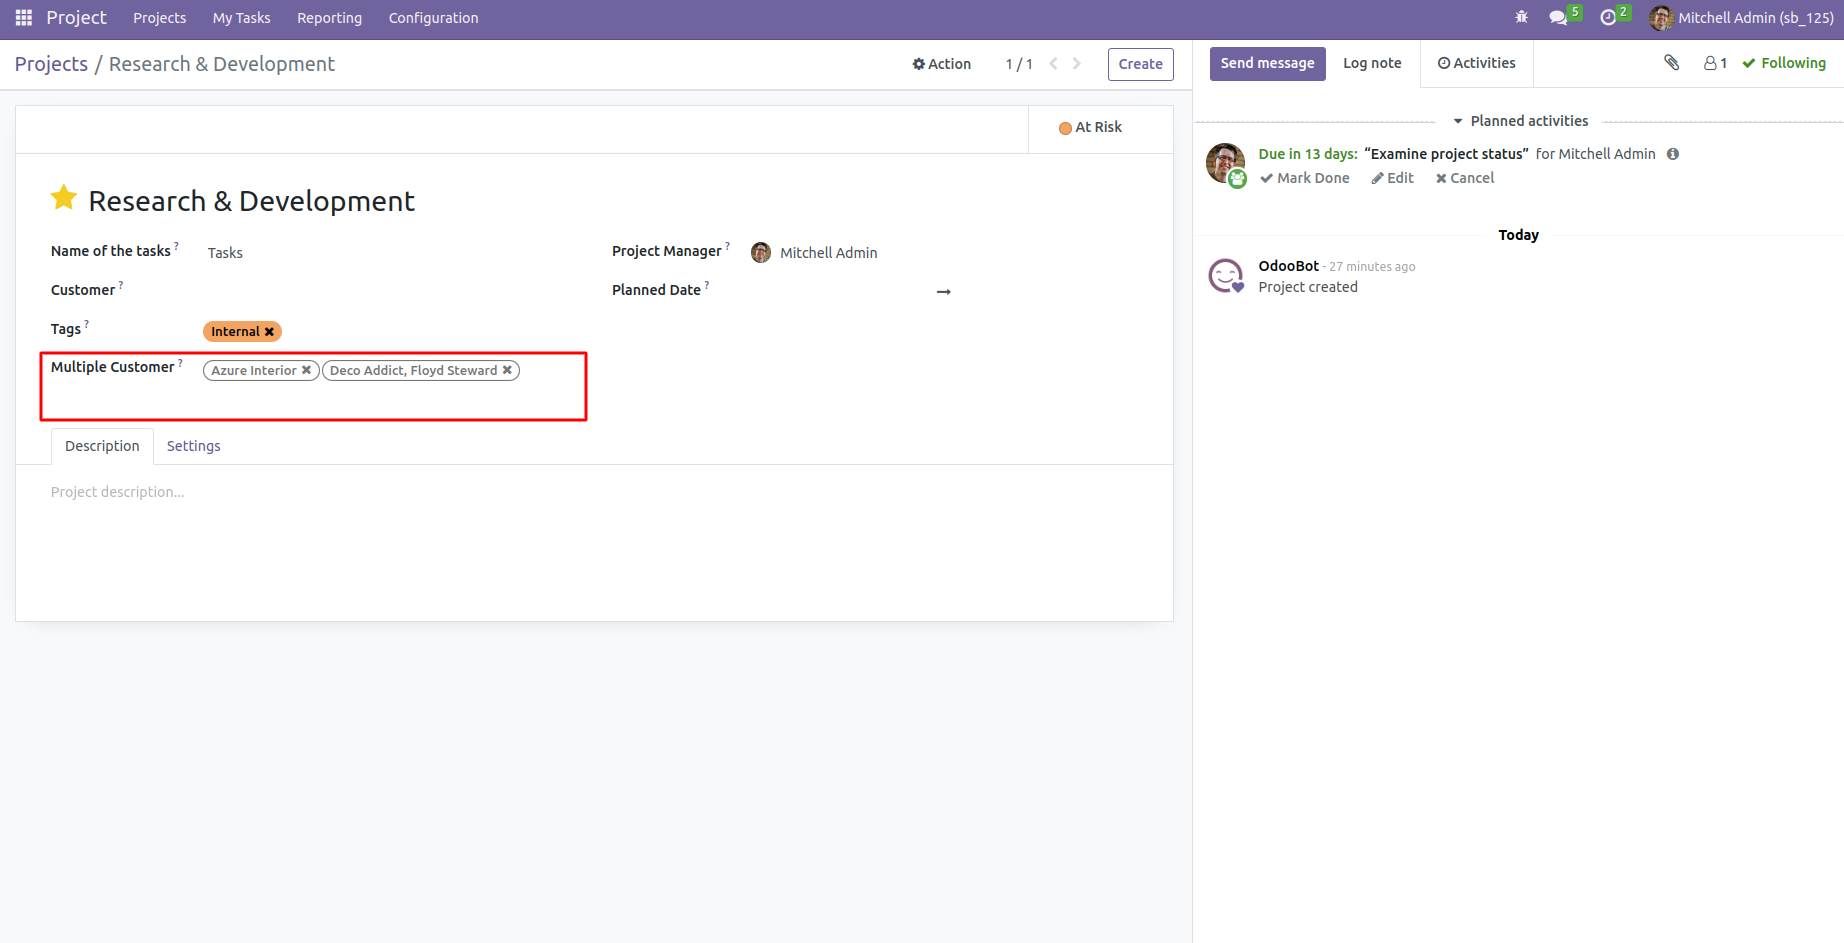 Project Projects My Tasks Reporting Configuration 5 2 Mitchell Admin (sb_125)
Projects / Research & Development Action 1 / 1 Create
Send message Log note Activities 1 Following
At Risk
Research & Development
Name of the tasks ? Tasks
Project Manager ? Mitchell Admin
Customer ?
Planned Date ? →
Tags ? Internal ✖
Multiple Customer ? Azure Interior ✖ Deco Addict, Floyd Steward ✖
Description Settings
Project description...
Planned activities
Due in 13 days: “Examine project status” for Mitchell Admin
Mark Done Edit Cancel
Today
OdooBot - 27 minutes ago
Project created